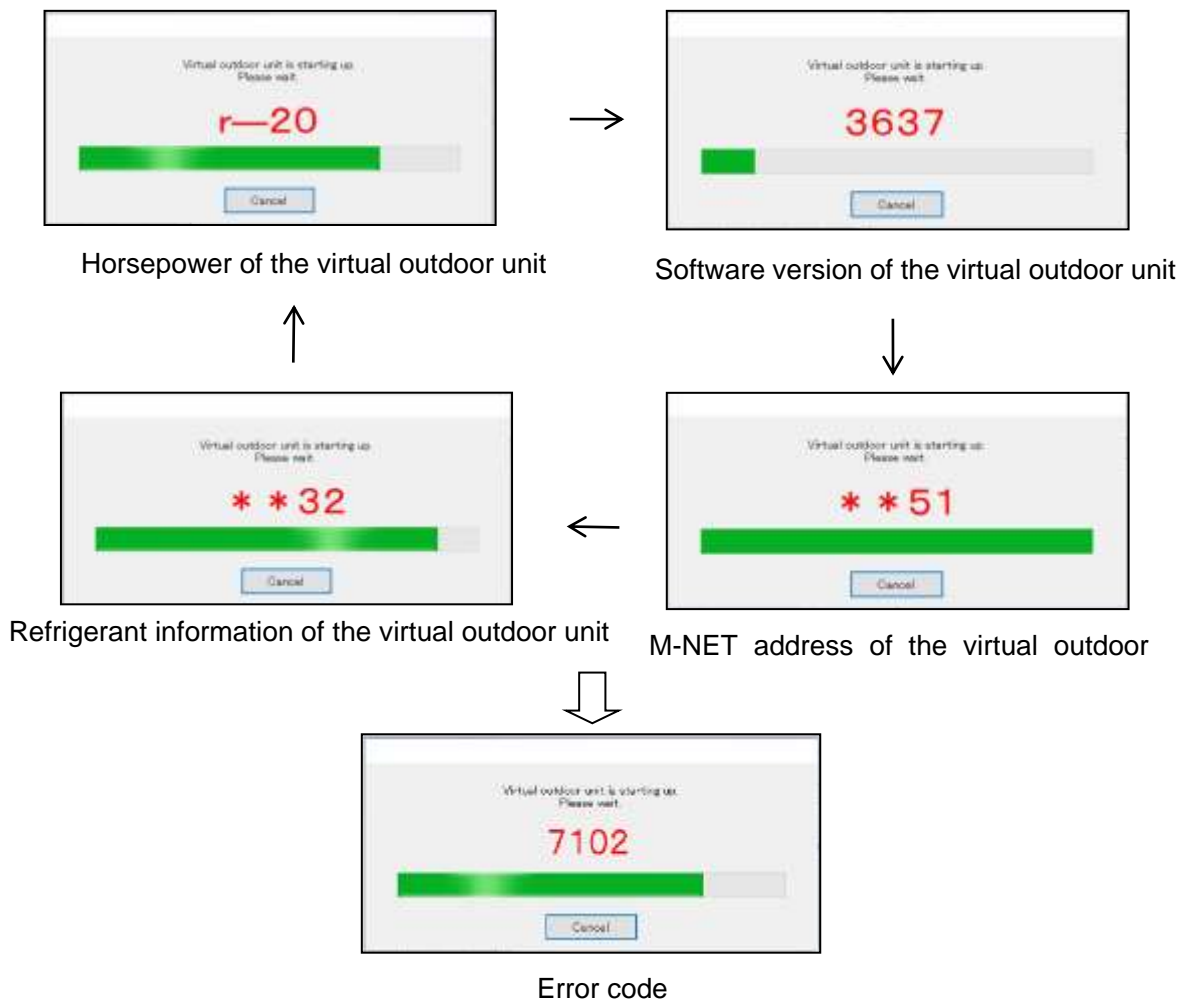 Virtual outdoor unit is starting up.
Please wait.
r—20
Cancel
Horsepower of the virtual outdoor unit
Virtual outdoor unit is starting up.
Please wait.
3637
Cancel
Software version of the virtual outdoor unit
Virtual outdoor unit is starting up.
Please wait.
＊＊32
Cancel
Refrigerant information of the virtual outdoor unit
Virtual outdoor unit is starting up.
Please wait.
＊＊51
Cancel
M-NET address of the virtual outdoor
Virtual outdoor unit is starting up.
Please wait.
7102
Cancel
Error code